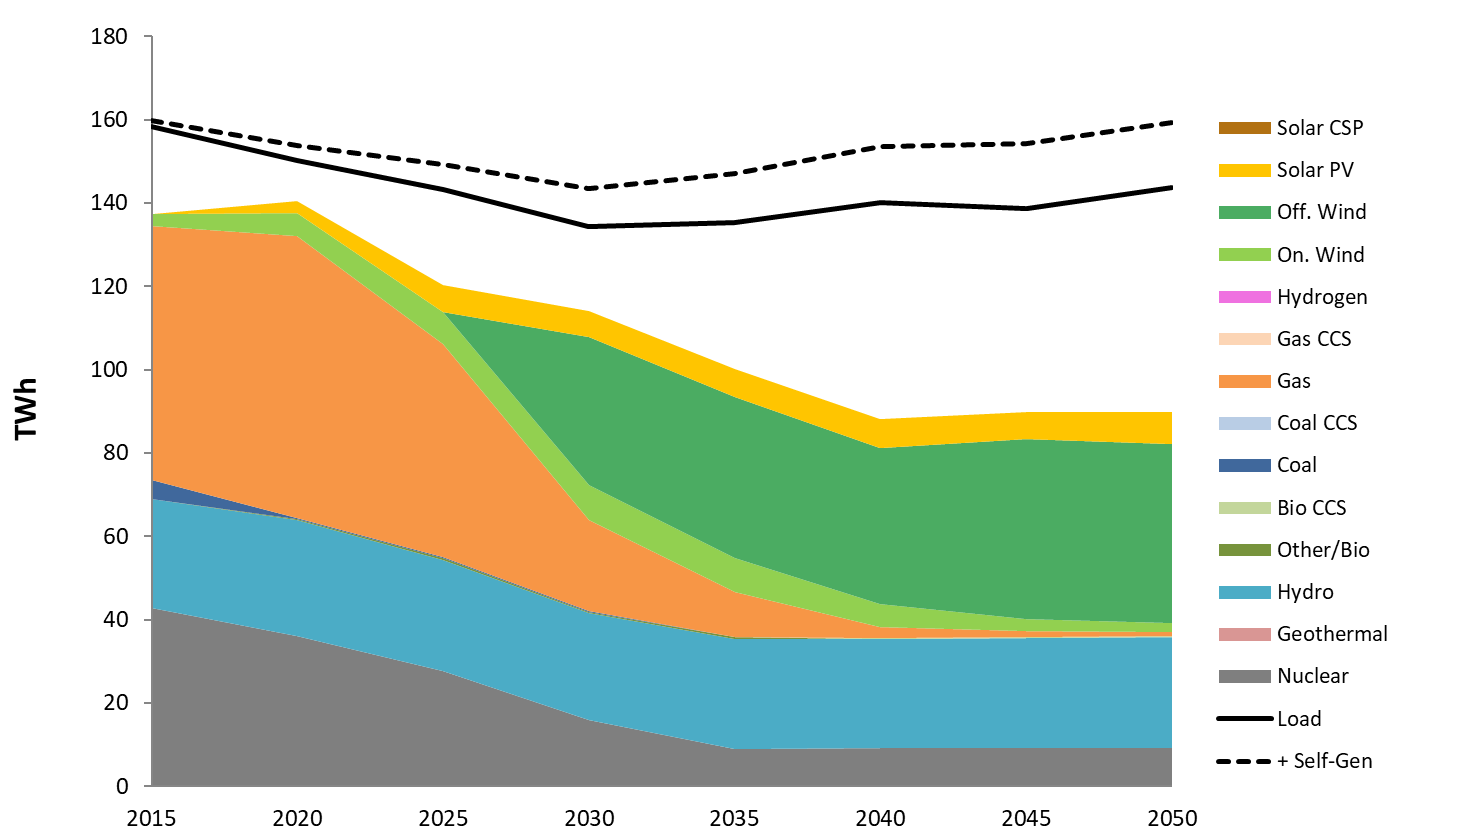 180
160
140
120
100
80
60
40
20
0
TWh
2015 2020 2025 2030 2035 2040 2045 2050
Solar CSP
Solar PV
Off. Wind
On. Wind
Hydrogen
Gas CCS
Gas
Coal CCS
Coal
Bio CCS
Other/Bio
Hydro
Geothermal
Nuclear
Load
+ Self-Gen